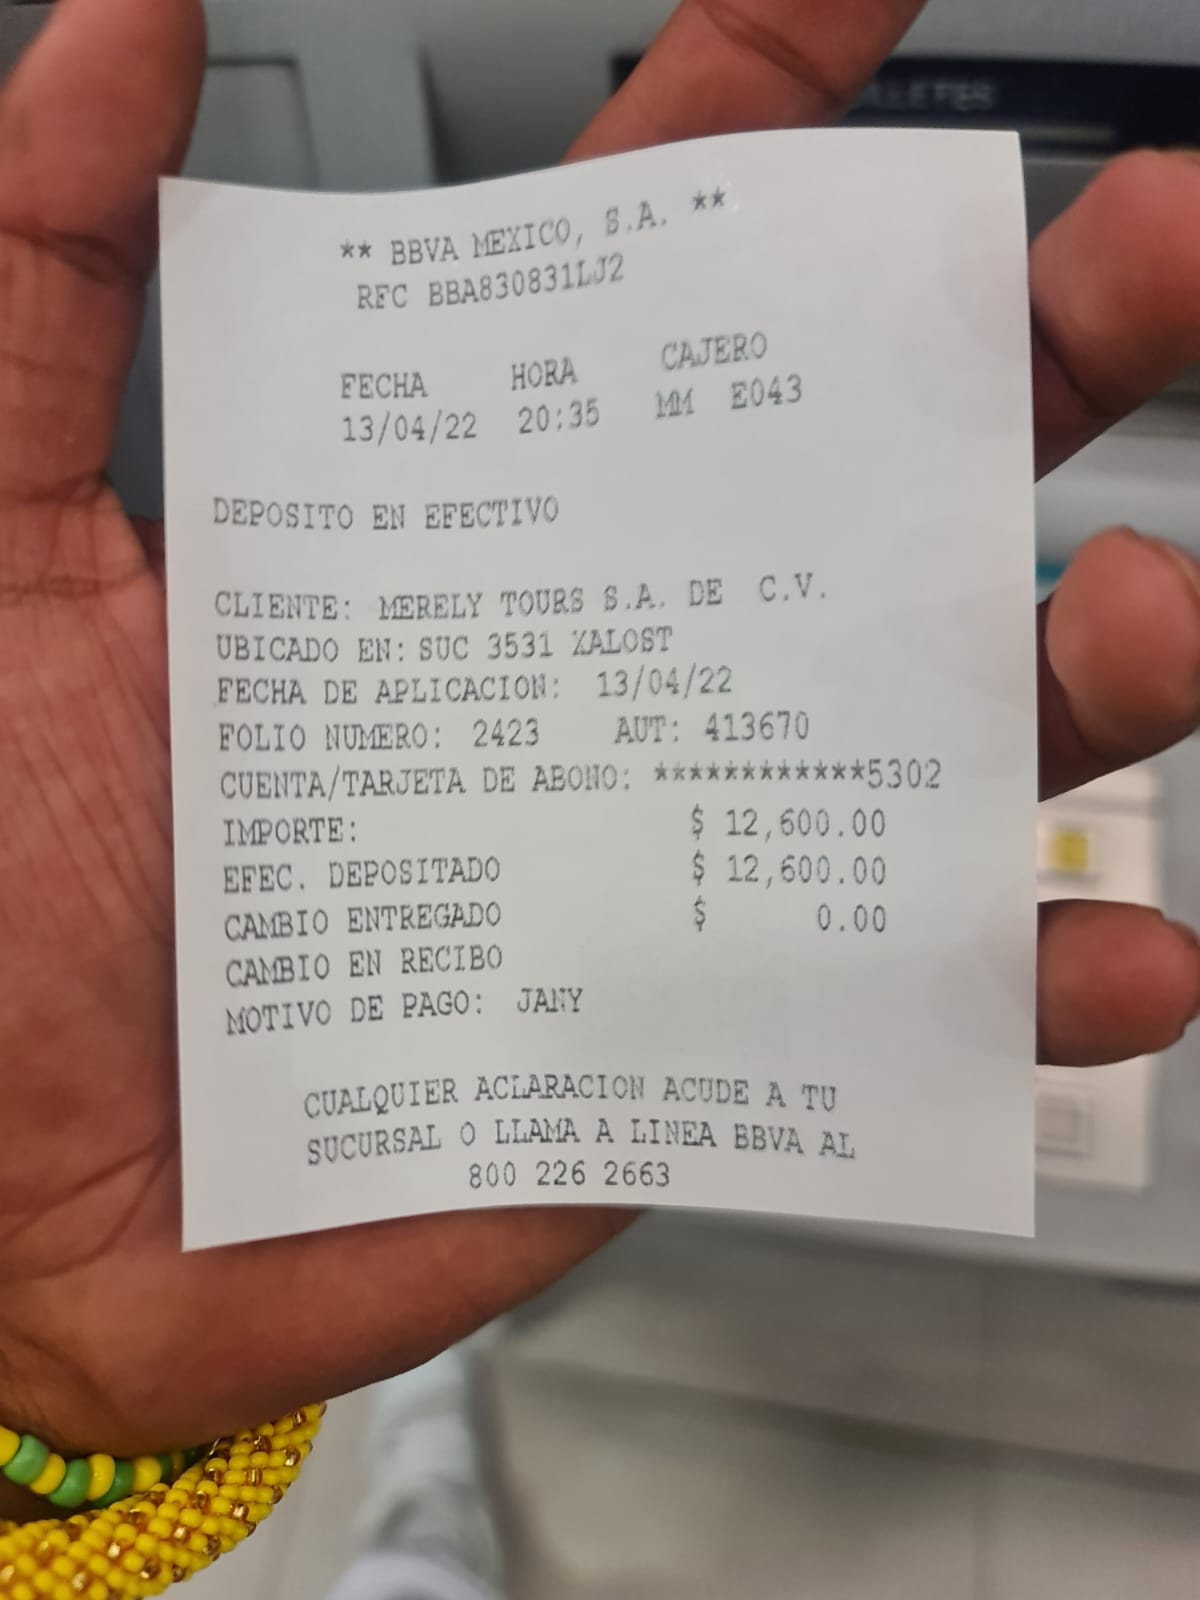 ** BBVA MEXICO, S.A. **
RFC BBA830831LJ2
FECHA HORA CAJERO
13/04/22 20:35 MM E043
DEPOSITO EN EFECTIVO
CLIENTE: MERELY TOURS S.A. DE C.V.
UBICADO EN: SUC 3531 XALOST
FECHA DE APLICACION: 13/04/22
FOLIO NUMERO: 2423 AUT: 413670
CUENTA/TARJETA DE ABONO: ************5302
IMPORTE: $ 12,600.00
EFEC. DEPOSITADO $ 12,600.00
CAMBIO ENTREGADO $ 0.00
CAMBIO EN RECIBO
MOTIVO DE PAGO: JANY
CUALQUIER ACLARACION ACUDE A TU
SUCURSAL O LLAMA A LINEA BBVA AL
800 226 2663